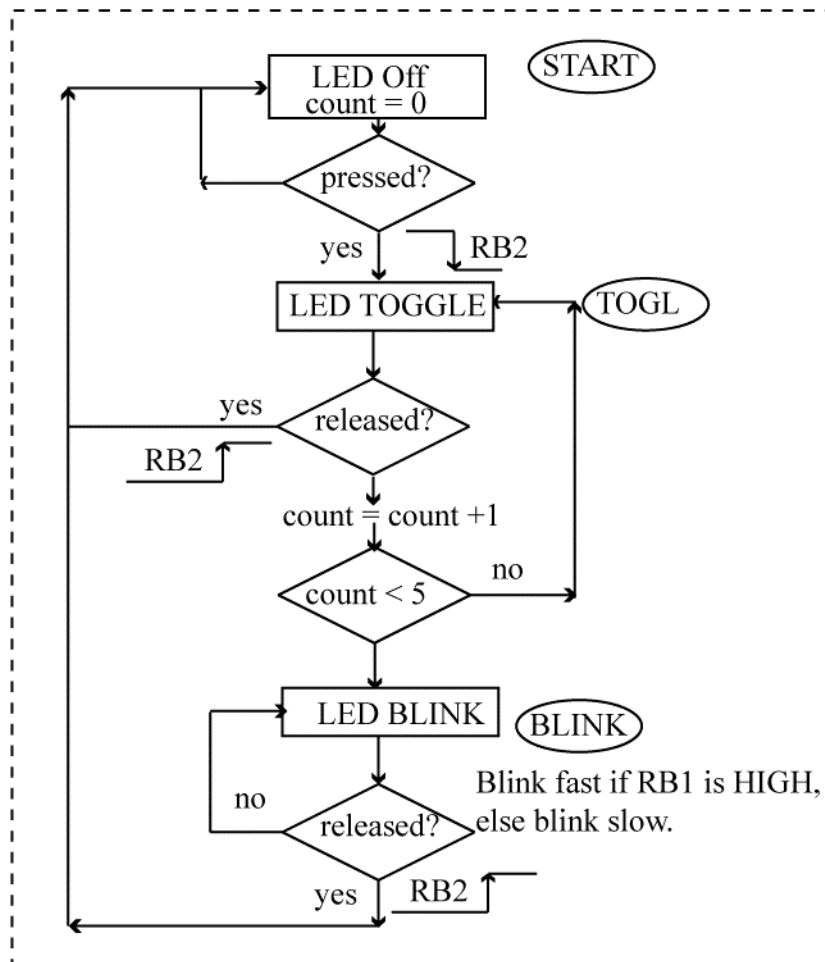 LED Off
count = 0
START
pressed?
yes
RB2
LED TOGGLE
TOGL
yes
released?
RB2
count = count +1
count < 5
no
LED BLINK
BLINK
Blink fast if RB1 is HIGH,
else blink slow.
no
released?
yes
RB2